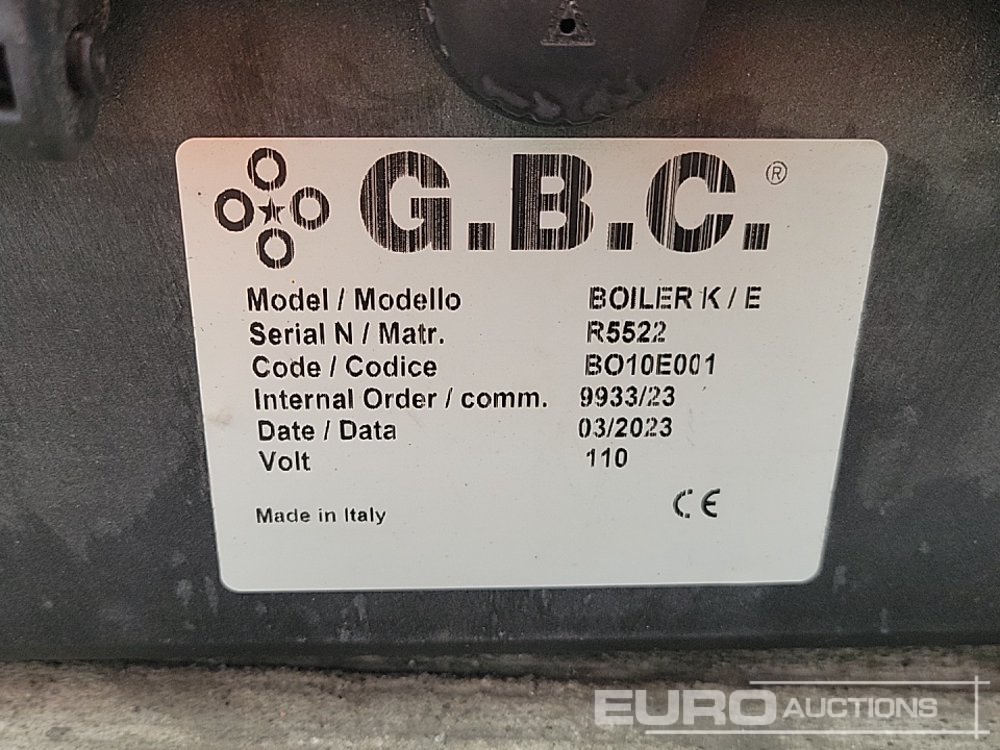 G.B.C. ®
Model / Modello BOILER K / E
Serial N / Matr. R5522
Code / Codice BO10E001
Internal Order / comm. 9933/23
Date / Data 03/2023
Volt 110
Made in Italy CE
EURO AUCTIONS